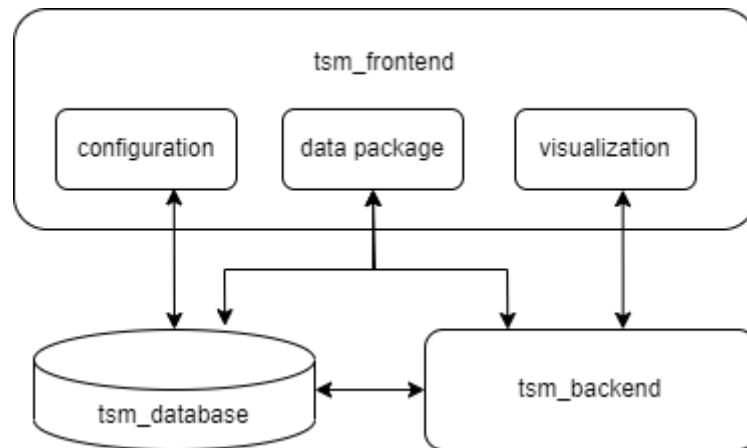 tsm_frontend
configuration
data package
visualization
tsm_database
tsm_backend